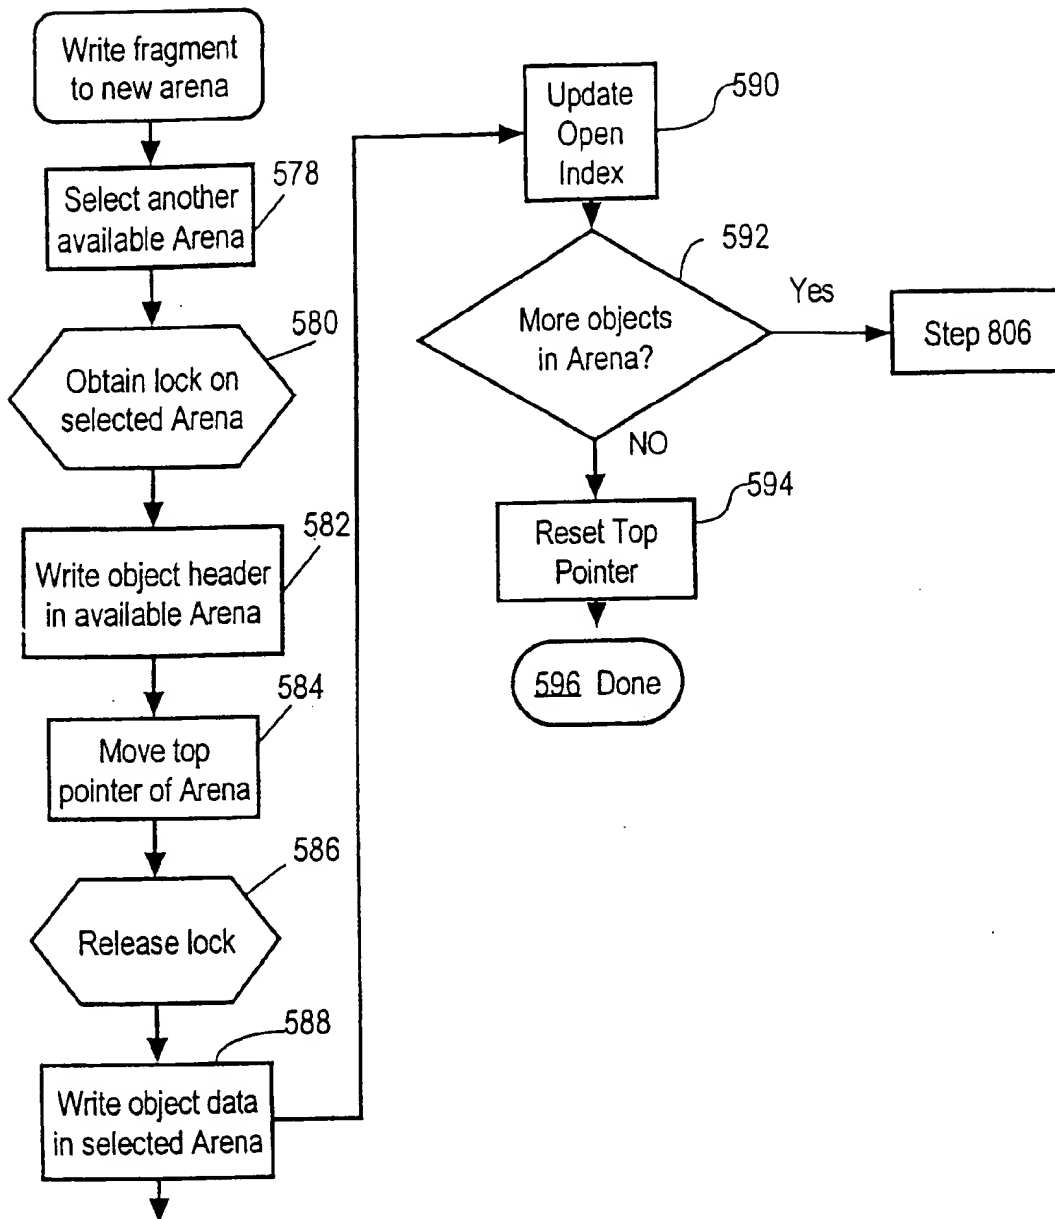 Write fragment
to new arena
578
Select another
available Arena
580
Obtain lock on
selected Arena
582
Write object header
in available Arena
584
Move top
pointer of Arena
586
Release lock
588
Write object data
in selected Arena
590
Update
Open
Index
592
More objects
in Arena?
Yes
Step 806
NO
594
Reset Top
Pointer
596 Done